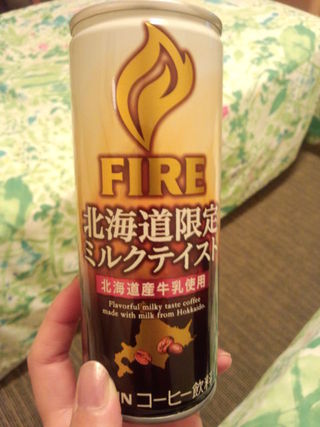 FIRE
北海道限定
ミルクテイスト
北海道産牛乳使用
Flavorful milky taste coffee
made with milk from Hokkaido.
コーヒー飲料